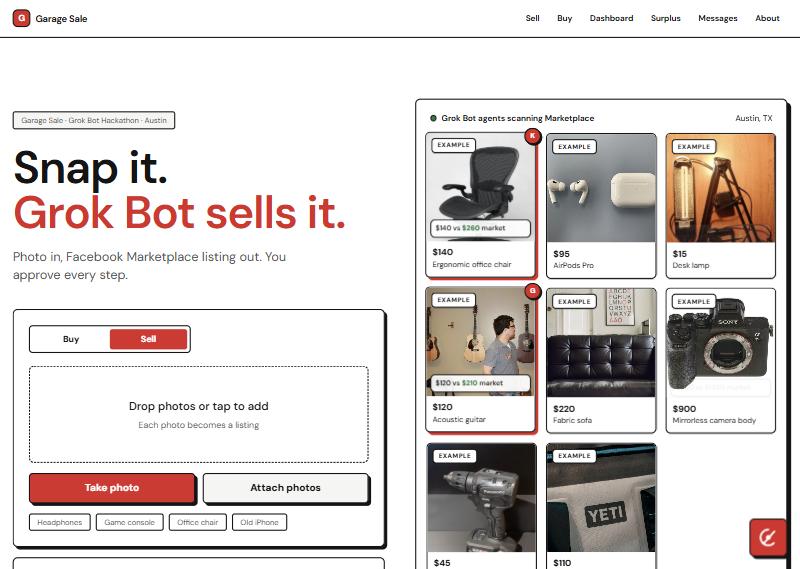 G Garage Sale
Sell Buy Dashboard Surplus Messages About
Garage Sale · Grok Bot Hackathon · Austin
Snap it.
Grok Bot sells it.
Photo in, Facebook Marketplace listing out. You
approve every step.
Buy Sell
Drop photos or tap to add
Each photo becomes a listing
Take photo Attach photos
Headphones Game console Office chair Old iPhone
Grok Bot agents scanning Marketplace Austin, TX
EXAMPLE
K
$140 vs $260 market
$140
Ergonomic office chair
EXAMPLE
$95
AirPods Pro
EXAMPLE
$15
Desk lamp
EXAMPLE
G
$120 vs $210 market
$120
Acoustic guitar
EXAMPLE
$220
Fabric sofa
EXAMPLE
SONY
$900
Mirrorless camera body
EXAMPLE
Panasonic
$45
EXAMPLE
YETI
$110